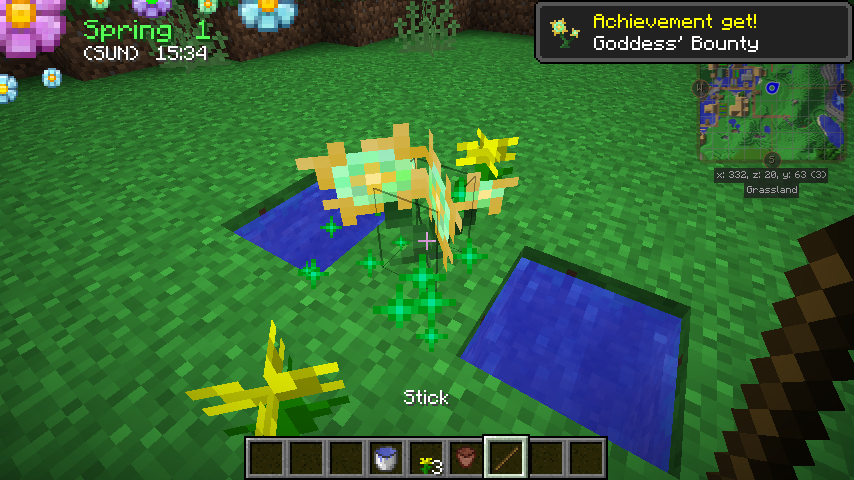 Spring 1
(SUN) 15:34
Achievement get!
Goddess' Bounty
W
E
S
x: 332, z: 20, y: 63 (3)
Grassland
Stick
3